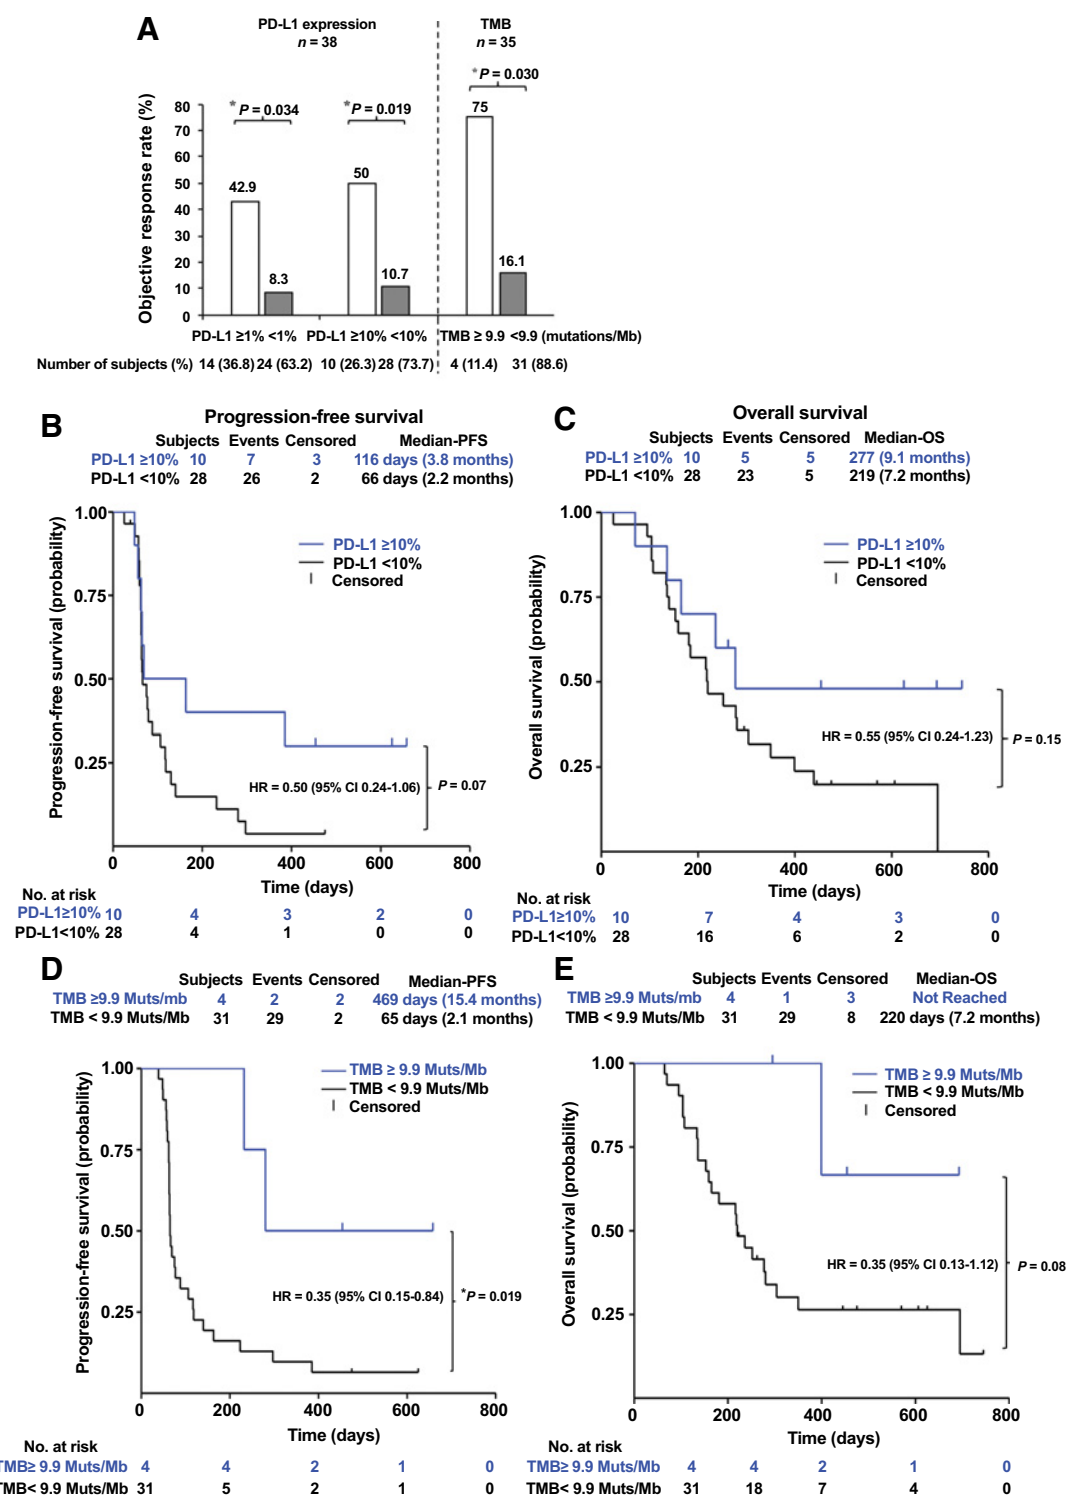 A
PD-L1 expression
n = 38
TMB
n = 35
*P = 0.034
*P = 0.019
*P = 0.030
Objective response rate (%)
80
70
60
50
40
30
20
10
0
42.9
8.3
50
10.7
75
16.1
PD-L1 ≥1% <1% PD-L1 ≥10% <10% TMB ≥ 9.9 <9.9 (mutations/Mb)
Number of subjects (%) 14 (36.8) 24 (63.2) 10 (26.3) 28 (73.7) 4 (11.4) 31 (88.6)
B
Progression-free survival
Subjects Events Censored Median-PFS
PD-L1 ≥10% 10 7 3 116 days (3.8 months)
PD-L1 <10% 28 26 2 66 days (2.2 months)
Progression-free survival (probability)
1.00
0.75
0.50
0.25
PD-L1 ≥10%
PD-L1 <10%
Censored
HR = 0.50 (95% CI 0.24-1.06)
P = 0.07
0 200 400 600 800
Time (days)
No. at risk
PD-L1≥10% 10 4 3 2 0
PD-L1<10% 28 4 1 0 0
C
Overall survival
Subjects Events Censored Median-OS
PD-L1 ≥10% 10 5 5 277 (9.1 months)
PD-L1 <10% 28 23 5 219 (7.2 months)
Overall survival (probability)
1.00
0.75
0.50
0.25
PD-L1 ≥10%
PD-L1 <10%
Censored
HR = 0.55 (95% CI 0.24-1.23)
P = 0.15
0 200 400 600 800
Time (days)
No. at risk
PD-L1≥10% 10 7 4 3 0
PD-L1<10% 28 16 6 2 0
D
Subjects Events Censored Median-PFS
TMB ≥9.9 Muts/mb 4 2 2 469 days (15.4 months)
TMB < 9.9 Muts/Mb 31 29 2 65 days (2.1 months)
Progression-free survival (probability)
1.00
0.75
0.50
0.25
TMB ≥ 9.9 Muts/Mb
TMB < 9.9 Muts/Mb
Censored
HR = 0.35 (95% CI 0.15-0.84)
*P = 0.019
0 200 400 600 800
Time (days)
No. at risk
TMB≥ 9.9 Muts/Mb 4 4 2 1 0
TMB< 9.9 Muts/Mb 31 5 2 1 0
E
Subjects Events Censored Median-OS
TMB ≥9.9 Muts/mb 4 1 3 Not Reached
TMB < 9.9 Muts/Mb 31 29 8 220 days (7.2 months)
Overall survival (probability)
1.00
0.75
0.50
0.25
TMB ≥ 9.9 Muts/Mb
TMB < 9.9 Muts/Mb
Censored
HR = 0.35 (95% CI 0.13-1.12)
P = 0.08
0 200 400 600 800
Time (days)
No. at risk
TMB≥ 9.9 Muts/Mb 4 4 2 1 0
TMB< 9.9 Muts/Mb 31 18 7 4 0